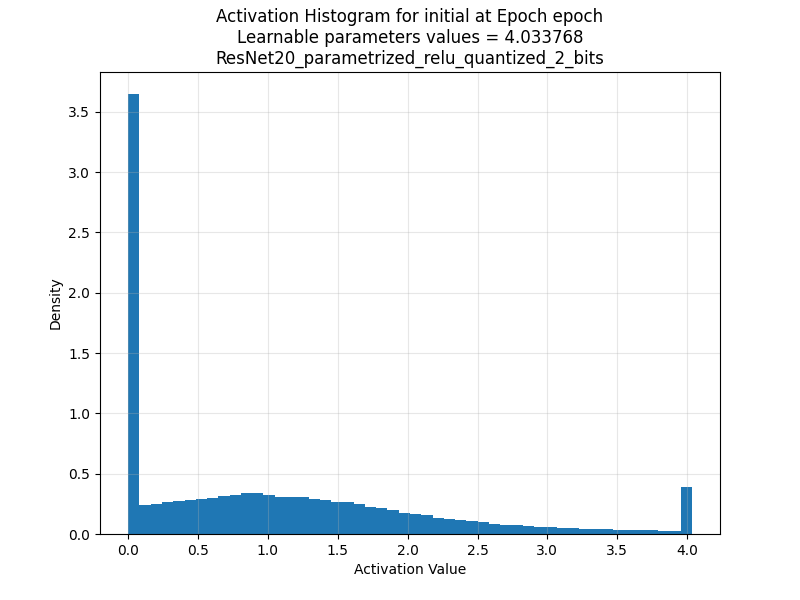 Activation Histogram for initial at Epoch epoch
Learnable parameters values = 4.033768
ResNet20_parametrized_relu_quantized_2_bits
Density
3.5
3.0
2.5
2.0
1.5
1.0
0.5
0.0
0.0 0.5 1.0 1.5 2.0 2.5 3.0 3.5 4.0
Activation Value